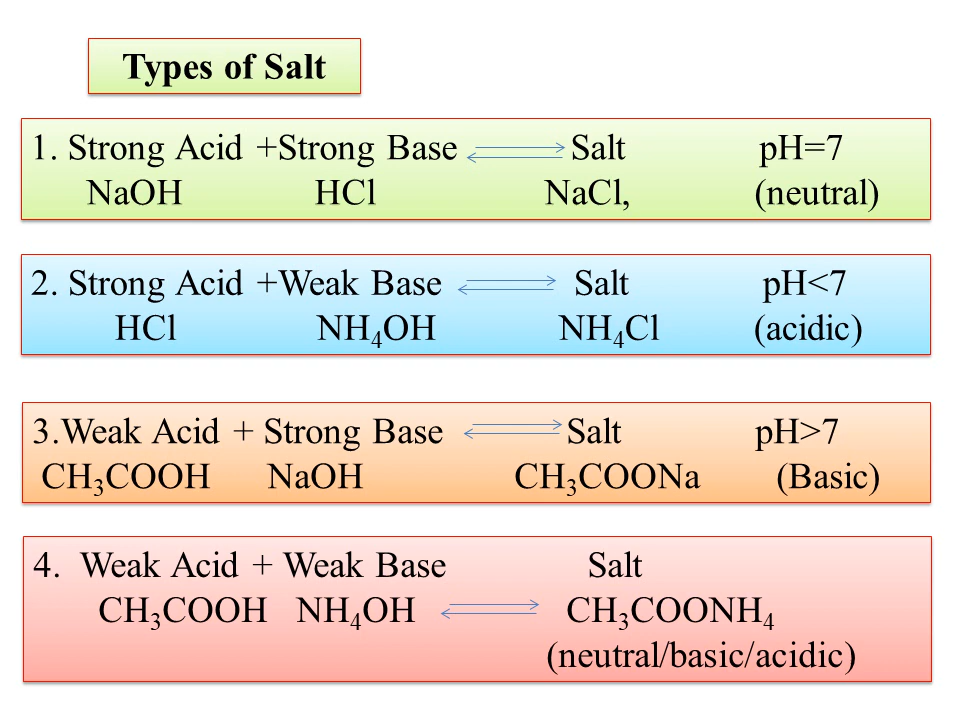 Types of Salt
1. Strong Acid +Strong Base Salt pH=7
NaOH HCl NaCl, (neutral)
2. Strong Acid +Weak Base Salt pH<7
HCl NH₄OH NH₄Cl (acidic)
3.Weak Acid + Strong Base Salt pH>7
CH₃COOH NaOH CH₃COONa (Basic)
4. Weak Acid + Weak Base Salt
CH₃COOH NH₄OH CH₃COONH₄
(neutral/basic/acidic)